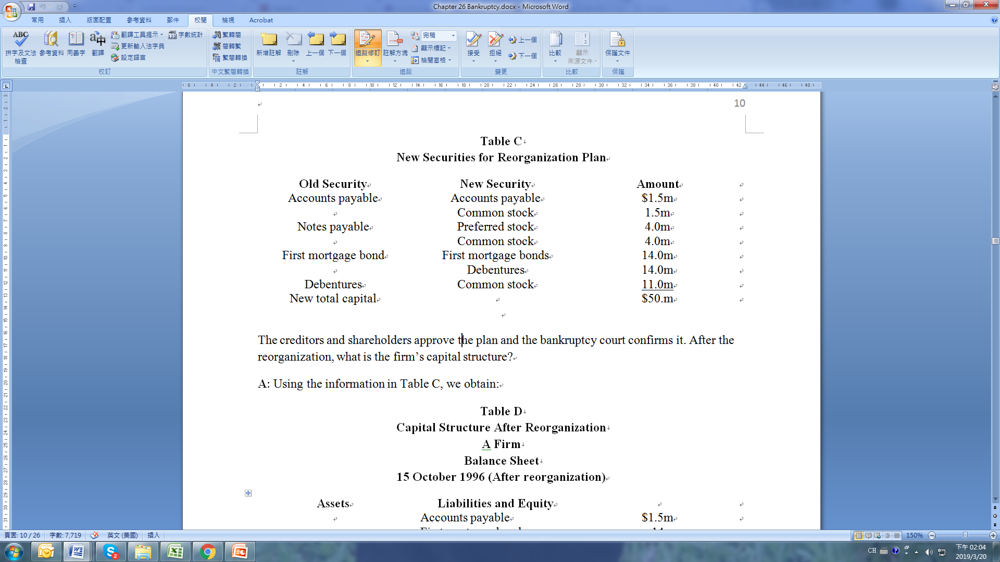 Chapter 26 Bankruptcy.docx - Microsoft Word
常用 插入 版面配置 參考資料 郵件 校閱 檢視 Acrobat
拼字及文法檢查 參考資料 同義字 翻譯 翻譯工具提示 字數統計
更新輸入法字典
設定語言
校訂
繁轉簡
簡轉繁
繁簡轉換
中文繁簡轉換
新增註解 刪除 上一個 下一個
註解
追蹤修訂 註解方塊 完稿
顯示標記
檢閱窗格
追蹤
接受 拒絕 上一個
下一個
變更
比較 顯示來源文件
比較
保護文件
保護
10
Table C
New Securities for Reorganization Plan
Old Security New Security Amount
Accounts payable Accounts payable $1.5m
Common stock 1.5m
Notes payable Preferred stock 4.0m
Common stock 4.0m
First mortgage bond First mortgage bonds 14.0m
Debentures 14.0m
Debentures Common stock 11.0m
New total capital $50.m
The creditors and shareholders approve the plan and the bankruptcy court confirms it. After the
reorganization, what is the firm’s capital structure?
A: Using the information in Table C, we obtain:
Table D
Capital Structure After Reorganization
A Firm
Balance Sheet
15 October 1996 (After reorganization)
Assets Liabilities and Equity
Accounts payable $1.5m
頁面: 10 / 26 字數: 7,719 英文 (美國) 插入 150%
CH
下午 02:04
2019/3/20